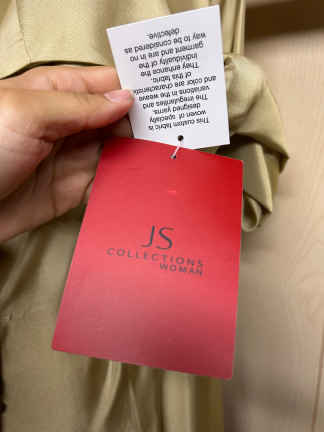 This custom fabric is
woven of specially
designed yarns.
The irregularities and
variations in the weave
and color are characteristic
of this fabric.
They enhance the
individuality of the
garment and are in no
way to be considered as
defective.
JS
COLLECTIONS
WOMAN